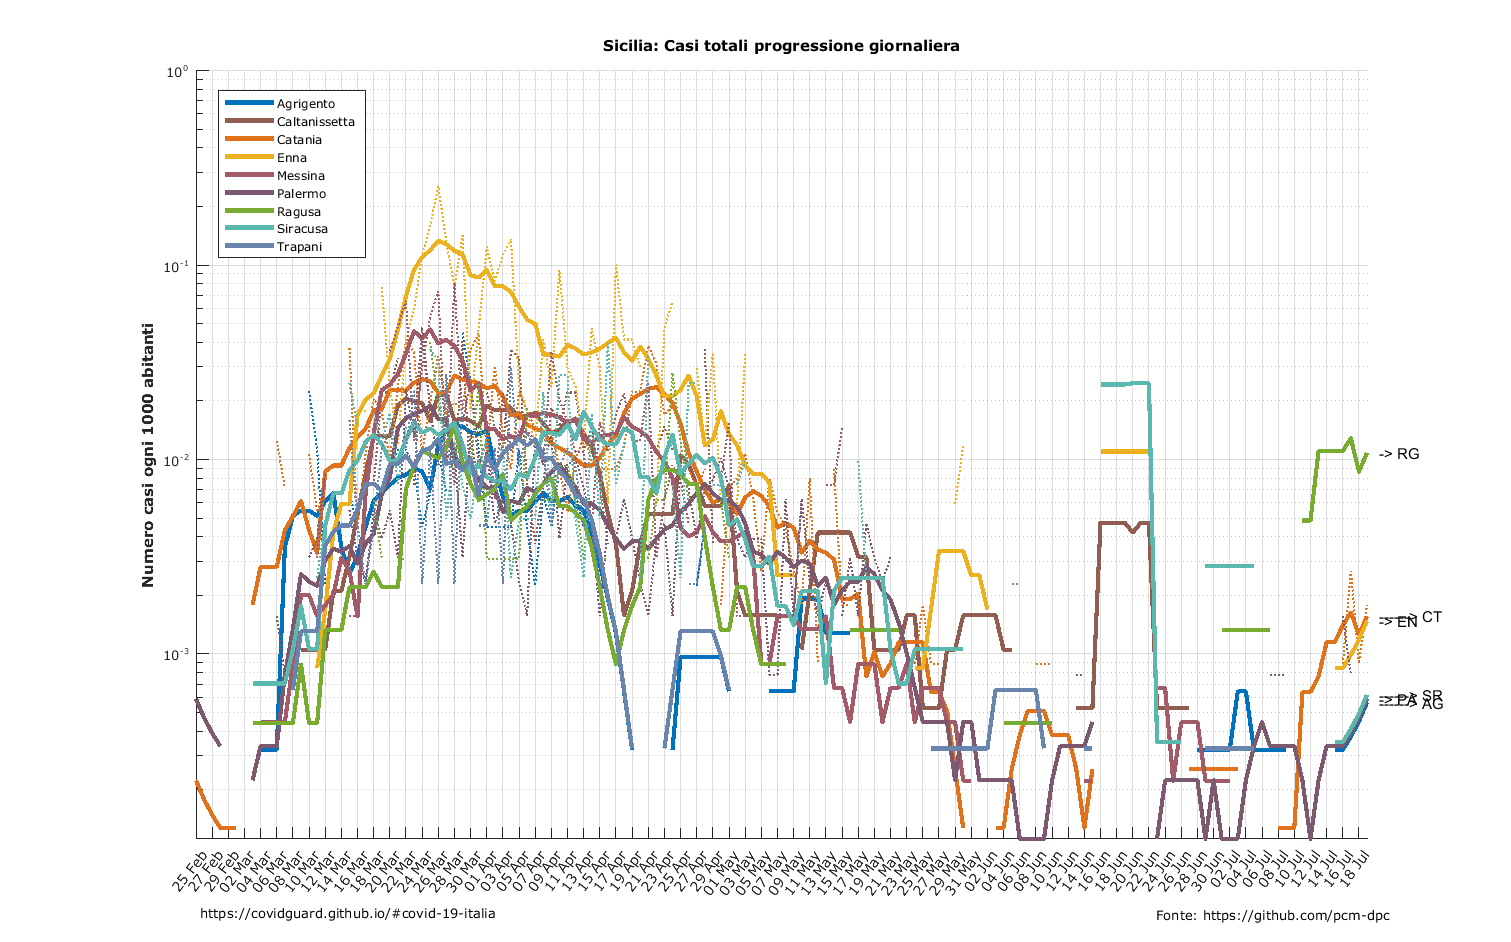 Sicilia: Casi totali progressione giornaliera
Numero casi ogni 1000 abitanti
10^0
10^-1
10^-2
10^-3
Agrigento
Caltanissetta
Catania
Enna
Messina
Palermo
Ragusa
Siracusa
Trapani
-> RG
-> CT
-> EN
-> SR
-> PA
-> AG
25 Feb
27 Feb
29 Feb
02 Mar
04 Mar
06 Mar
08 Mar
10 Mar
12 Mar
14 Mar
16 Mar
18 Mar
20 Mar
22 Mar
24 Mar
26 Mar
28 Mar
30 Mar
01 Apr
03 Apr
05 Apr
07 Apr
09 Apr
11 Apr
13 Apr
15 Apr
17 Apr
19 Apr
21 Apr
23 Apr
25 Apr
27 Apr
29 Apr
01 May
03 May
05 May
07 May
09 May
11 May
13 May
15 May
17 May
19 May
21 May
23 May
25 May
27 May
29 May
31 May
02 Jun
04 Jun
06 Jun
08 Jun
10 Jun
12 Jun
14 Jun
16 Jun
18 Jun
20 Jun
22 Jun
24 Jun
26 Jun
28 Jun
30 Jun
02 Jul
04 Jul
06 Jul
08 Jul
10 Jul
12 Jul
14 Jul
16 Jul
18 Jul
https://covidguard.github.io/#covid-19-italia
Fonte: https://github.com/pcm-dpc